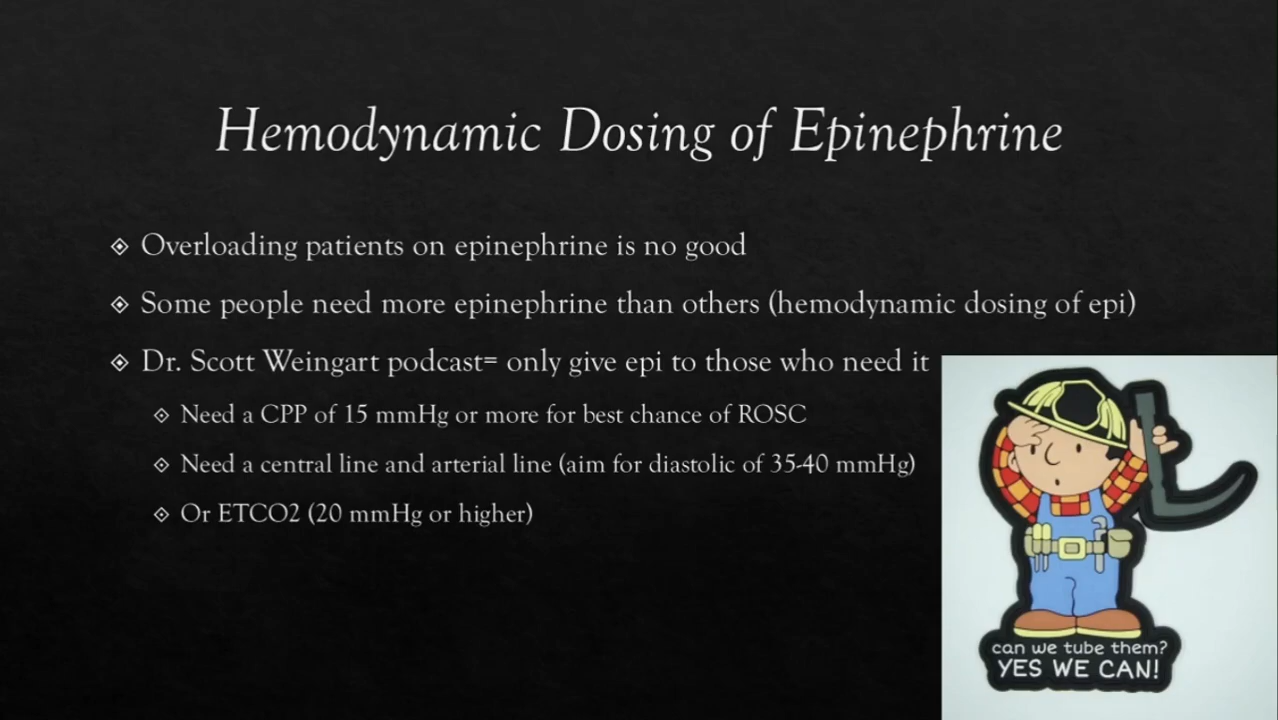 Hemodynamic Dosing of Epinephrine
Overloading patients on epinephrine is no good
Some people need more epinephrine than others (hemodynamic dosing of epi)
Dr. Scott Weingart podcast= only give epi to those who need it
Need a CPP of 15 mmHg or more for best chance of ROSC
Need a central line and arterial line (aim for diastolic of 35-40 mmHg)
Or ETCO2 (20 mmHg or higher)
can we tube them?
YES WE CAN!